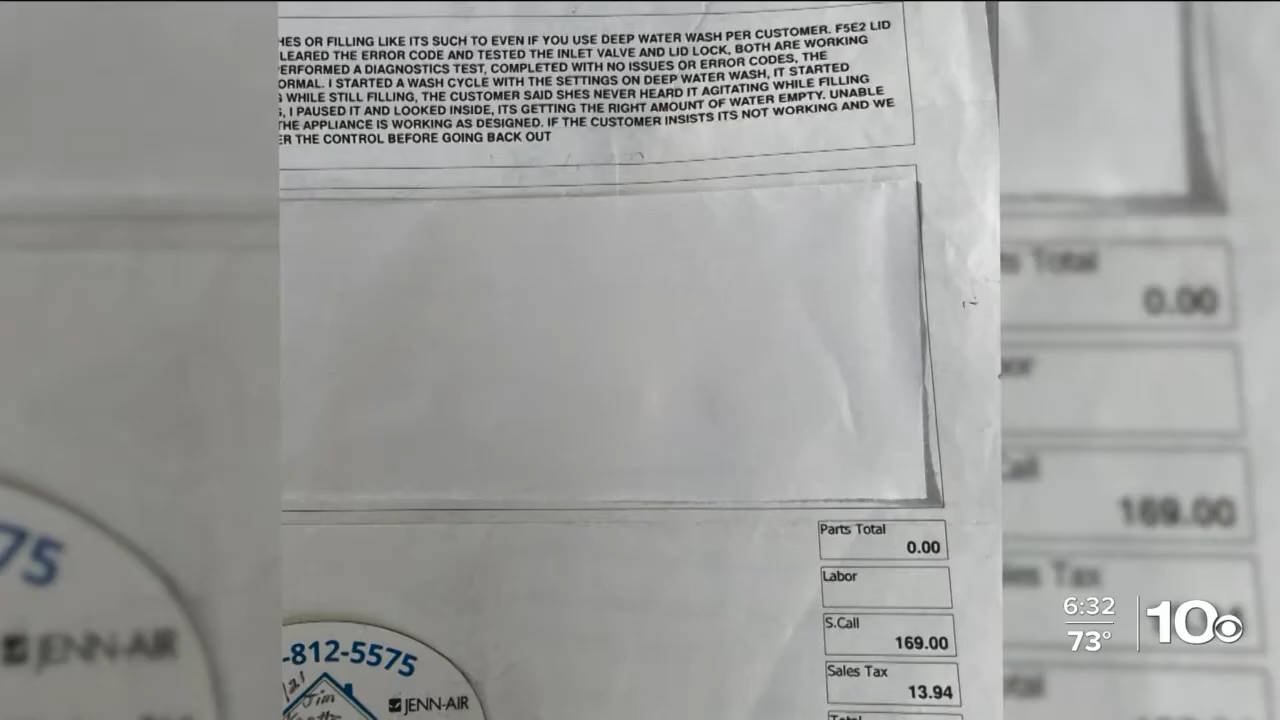 HES OR FILLING LIKE ITS SUCH TO EVEN IF YOU USE DEEP WATER WASH PER CUSTOMER. F5E2 LID
LEARED THE ERROR CODE AND TESTED THE INLET VALVE AND LID LOCK, BOTH ARE WORKING
ERFORMED A DIAGNOSTICS TEST, COMPLETED WITH NO ISSUES OR ERROR CODES, THE
ORMAL. I STARTED A WASH CYCLE WITH THE SETTINGS ON DEEP WATER WASH, IT STARTED
WHILE STILL FILLING, THE CUSTOMER SAID SHES NEVER HEARD IT AGITATING WHILE FILLING
, I PAUSED IT AND LOOKED INSIDE, ITS GETTING THE RIGHT AMOUNT OF WATER EMPTY. UNABLE
THE APPLIANCE IS WORKING AS DESIGNED. IF THE CUSTOMER INSISTS ITS NOT WORKING AND WE
ER THE CONTROL BEFORE GOING BACK OUT
Parts Total
0.00
Labor
S.Call
169.00
Sales Tax
13.94
Total
-812-5575
121
Jim
JENN-AIR
75
JENN-AIR
s Total
0.00
or
all
169.00
les Tax
6:32
73°
10